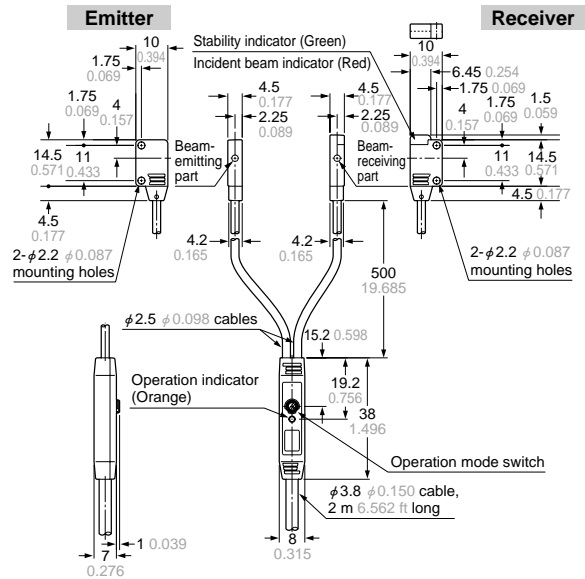 Emitter
Receiver
10
0.394
1.75
0.069
1.75
0.069
4
0.157
14.5
0.571
11
0.433
4.5
0.177
2-φ2.2 φ0.087
mounting holes
Beam-
emitting
part
4.5
0.177
2.25
0.089
4.2
0.165
Stability indicator (Green)
Incident beam indicator (Red)
4.5
0.177
2.25
0.089
Beam-
receiving
part
4.2
0.165
10
0.394
6.45 0.254
1.75 0.069
4
0.157
1.75
0.069
1.5
0.059
11
0.433
14.5
0.571
4.5 0.177
2-φ2.2 φ0.087
mounting holes
500
19.685
φ2.5 φ0.098 cables
15.2 0.598
Operation indicator
(Orange)
19.2
0.756
38
1.496
Operation mode switch
φ3.8 φ0.150 cable,
2 m 6.562 ft long
8
0.315
1 0.039
7
0.276